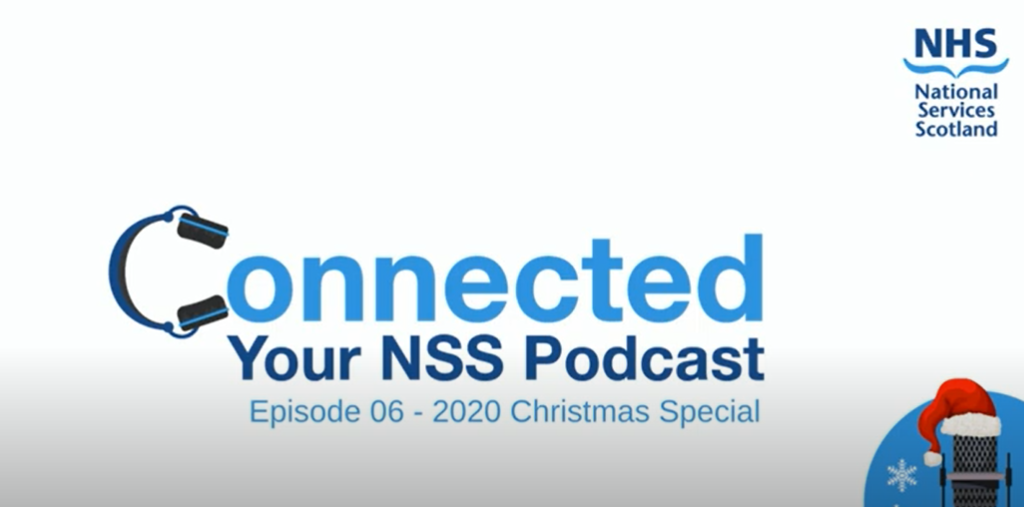 NHS
National
Services
Scotland
Connected
Your NSS Podcast
Episode 06 - 2020 Christmas Special